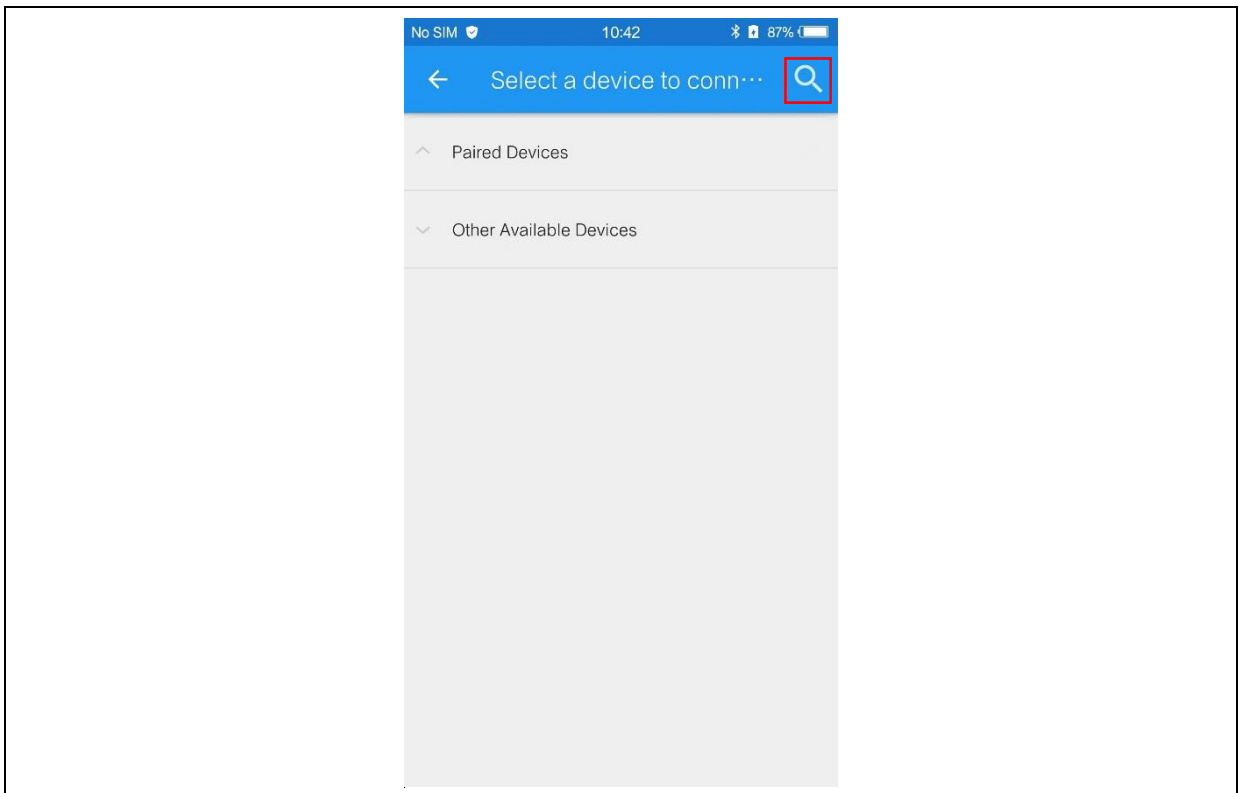 No SIM 10:42 87%
Select a device to conn···
Paired Devices
Other Available Devices